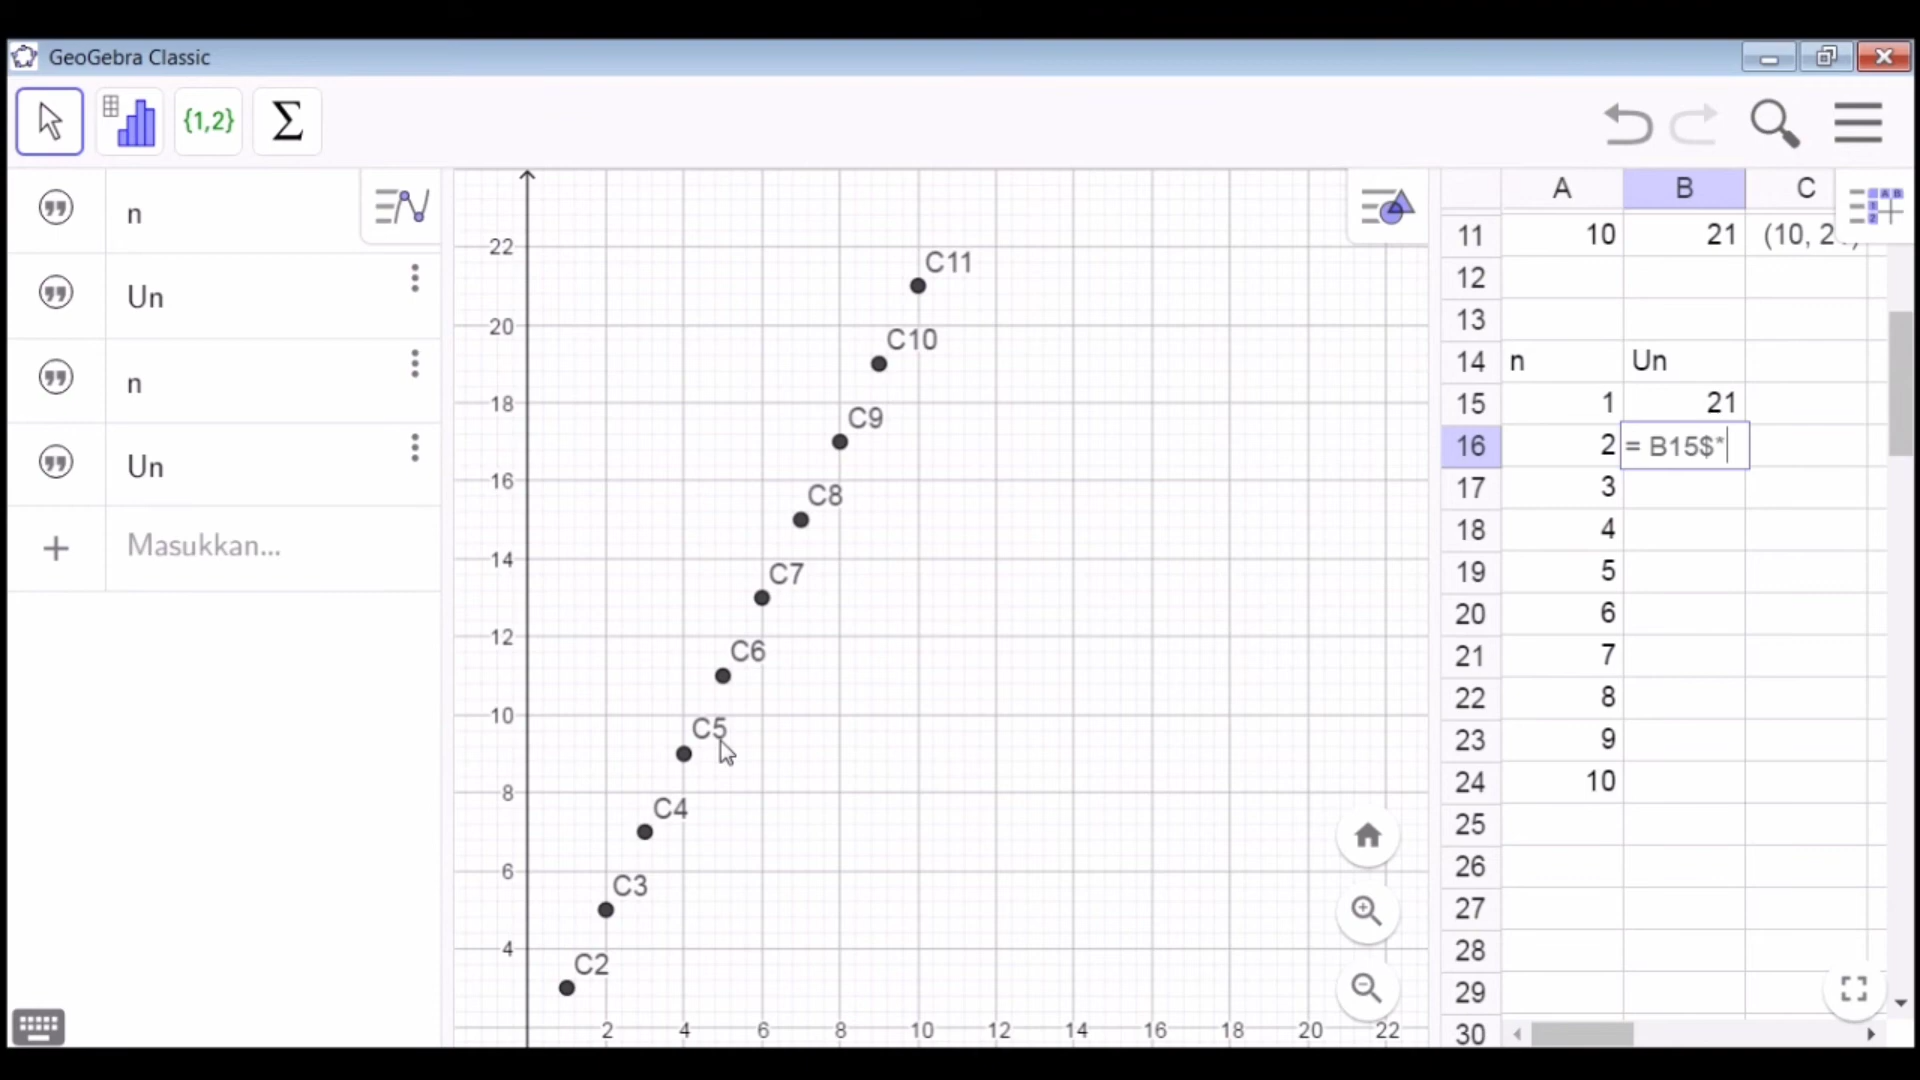 GeoGebra Classic
{1,2} Σ
n
Un
n
Un
+ Masukkan...
22
20
18
16
14
12
10
8
6
4
C11
C10
C9
C8
C7
C6
C5
C4
C3
C2
2 4 6 8 10 12 14 16 18 20 22
A B C
11 10 21 (10, 2
12
13
14 n Un
15 1 21
16 2 = B15$*
17 3
18 4
19 5
20 6
21 7
22 8
23 9
24 10
25
26
27
28
29
30